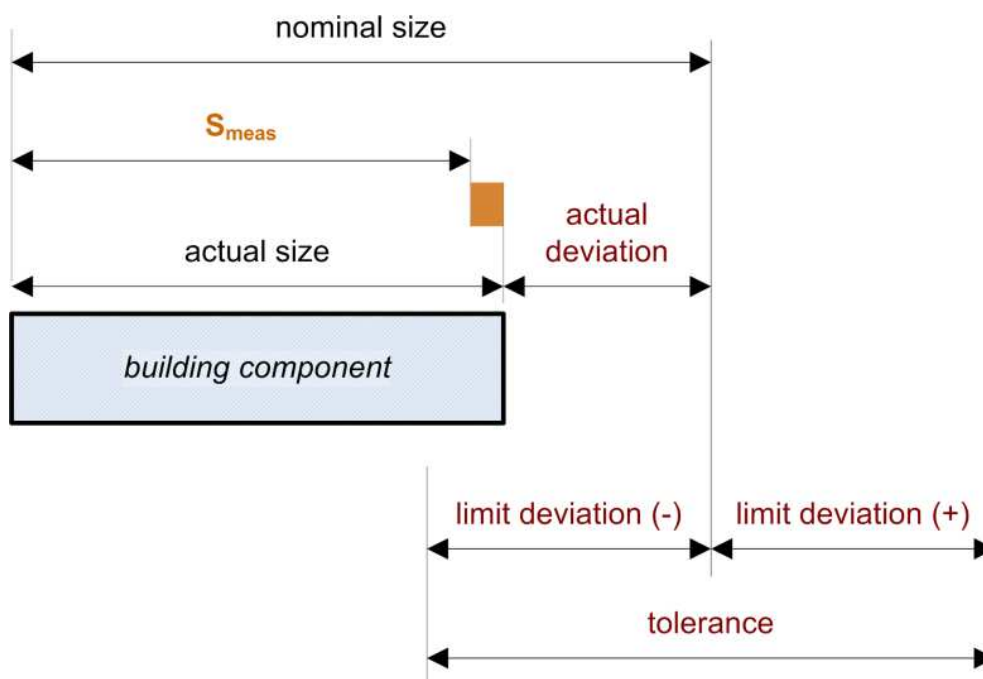 nominal size
Smeas
actual
deviation
actual size
building component
limit deviation (-)
limit deviation (+)
tolerance